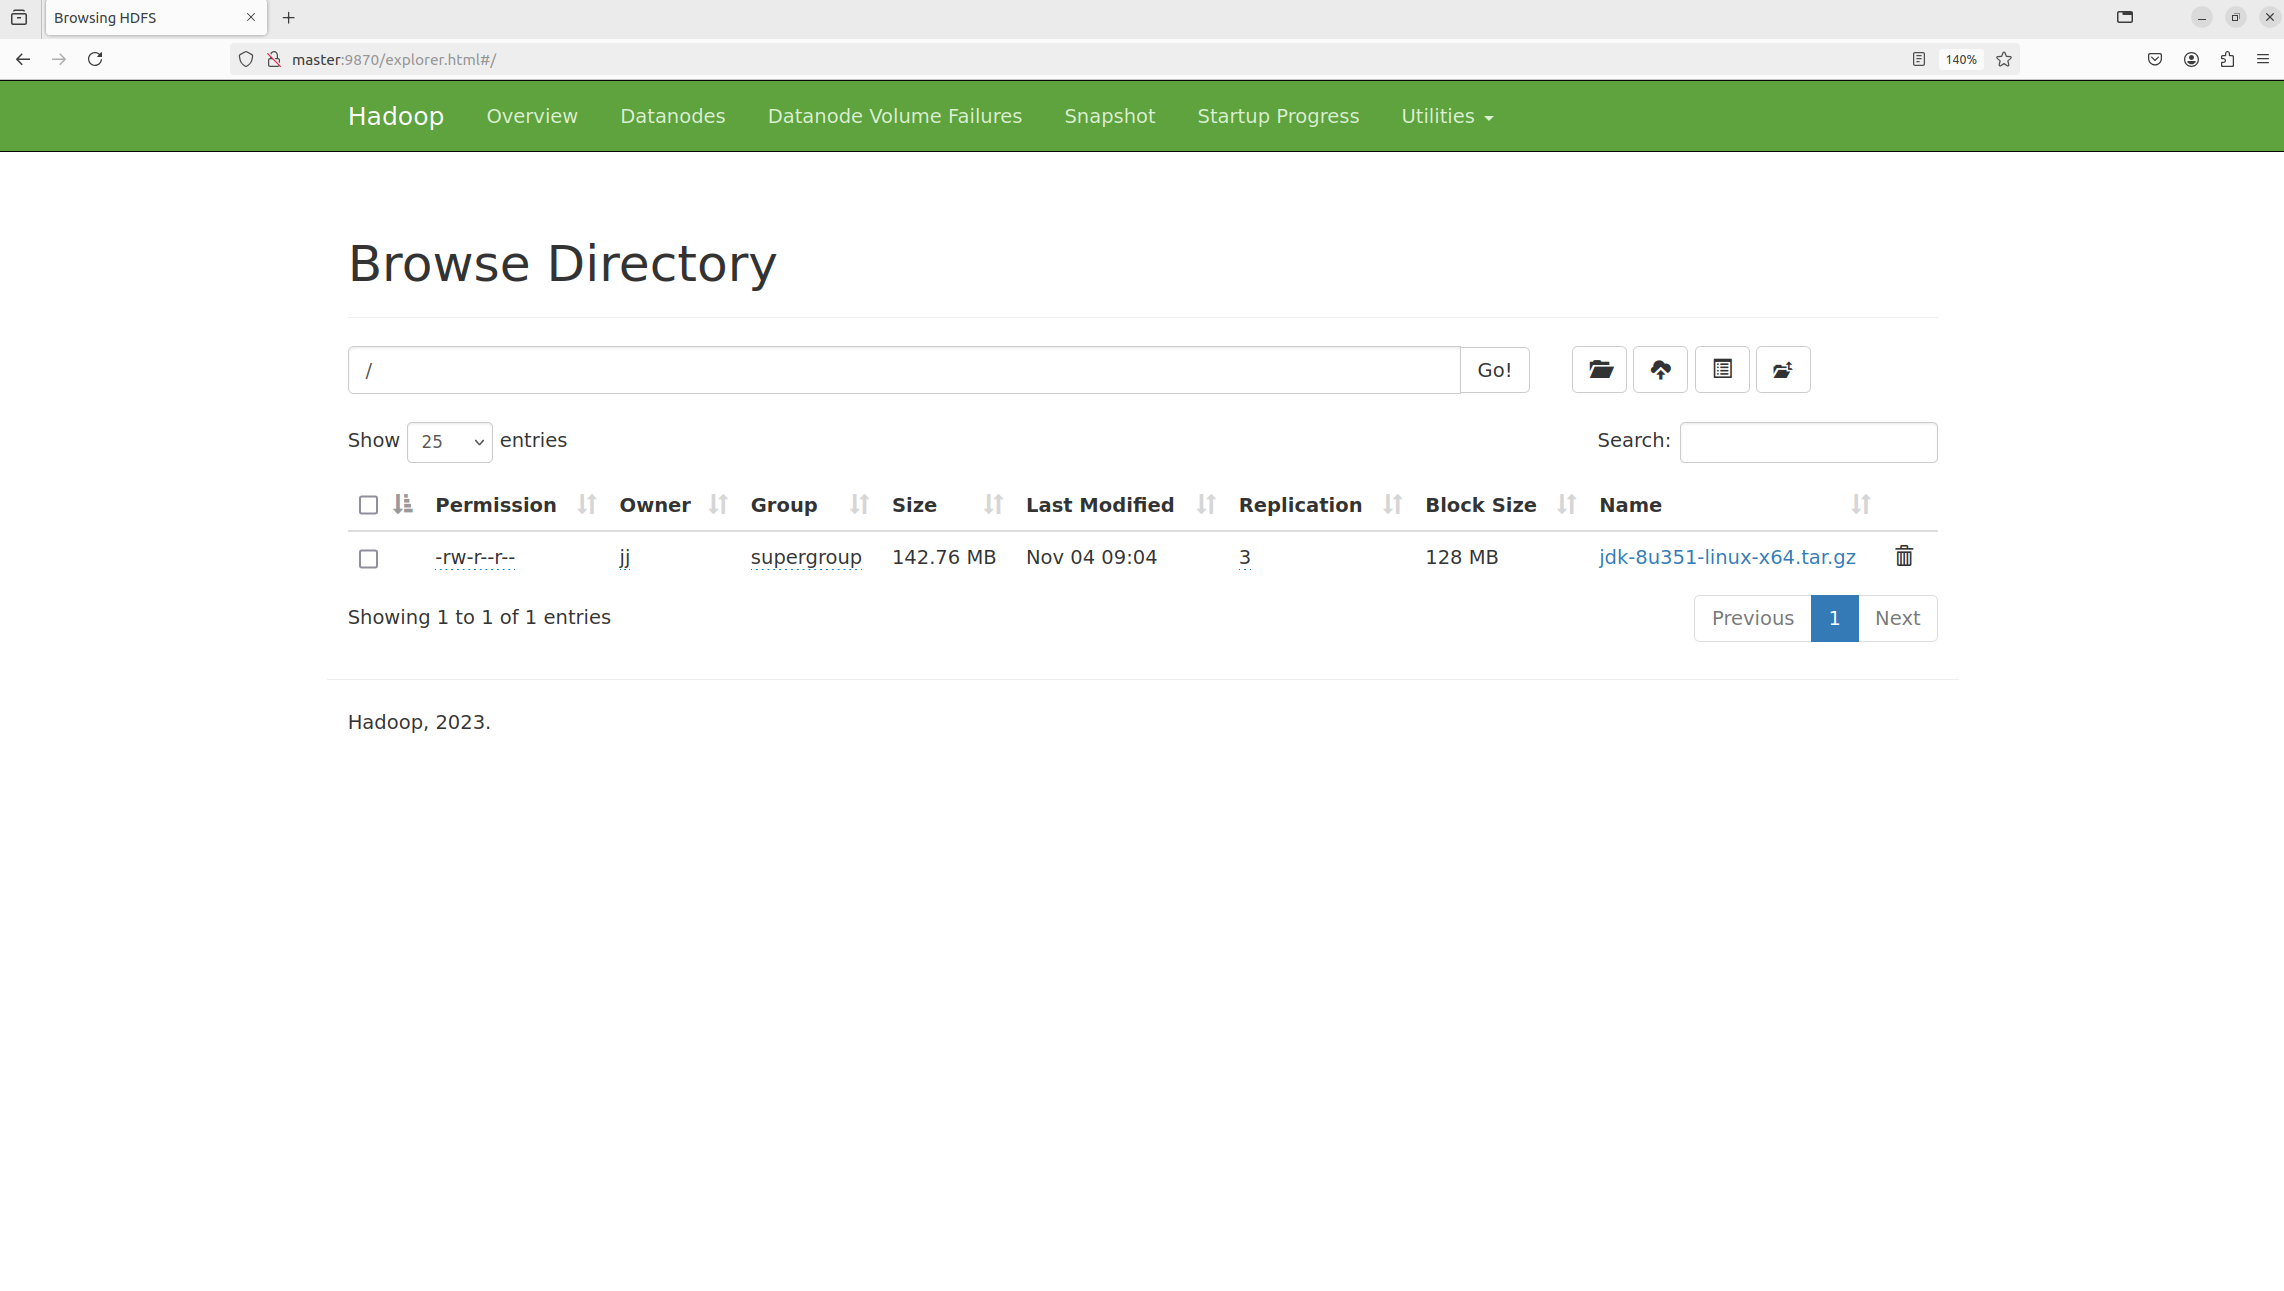 Browsing HDFS
master:9870/explorer.html#/
140%
Hadoop Overview Datanodes Datanode Volume Failures Snapshot Startup Progress Utilities
Browse Directory
/ Go!
Show 25 entries Search:
Permission Owner Group Size Last Modified Replication Block Size Name
-rw-r--r-- jj supergroup 142.76 MB Nov 04 09:04 3 128 MB jdk-8u351-linux-x64.tar.gz
Showing 1 to 1 of 1 entries Previous 1 Next
Hadoop, 2023.